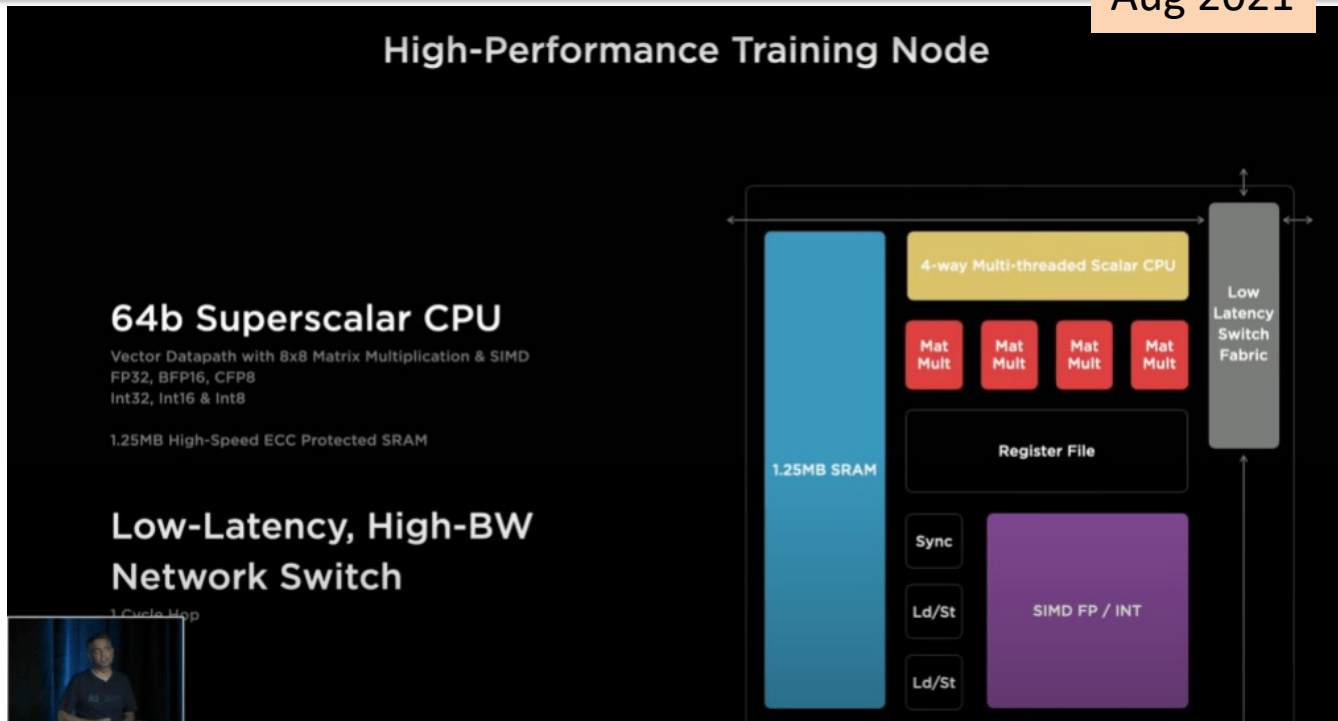 Aug 2021
High-Performance Training Node
64b Superscalar CPU
Vector Datapath with 8x8 Matrix Multiplication & SIMD
FP32, BFP16, CFP8
Int32, Int16 & Int8
1.25MB High-Speed ECC Protected SRAM
Low-Latency, High-BW
Network Switch
1 Cycle Hop
1.25MB SRAM
4-way Multi-threaded Scalar CPU
Mat
Mult
Mat
Mult
Mat
Mult
Mat
Mult
Register File
Sync
Ld/St
Ld/St
SIMD FP / INT
Low
Latency
Switch
Fabric